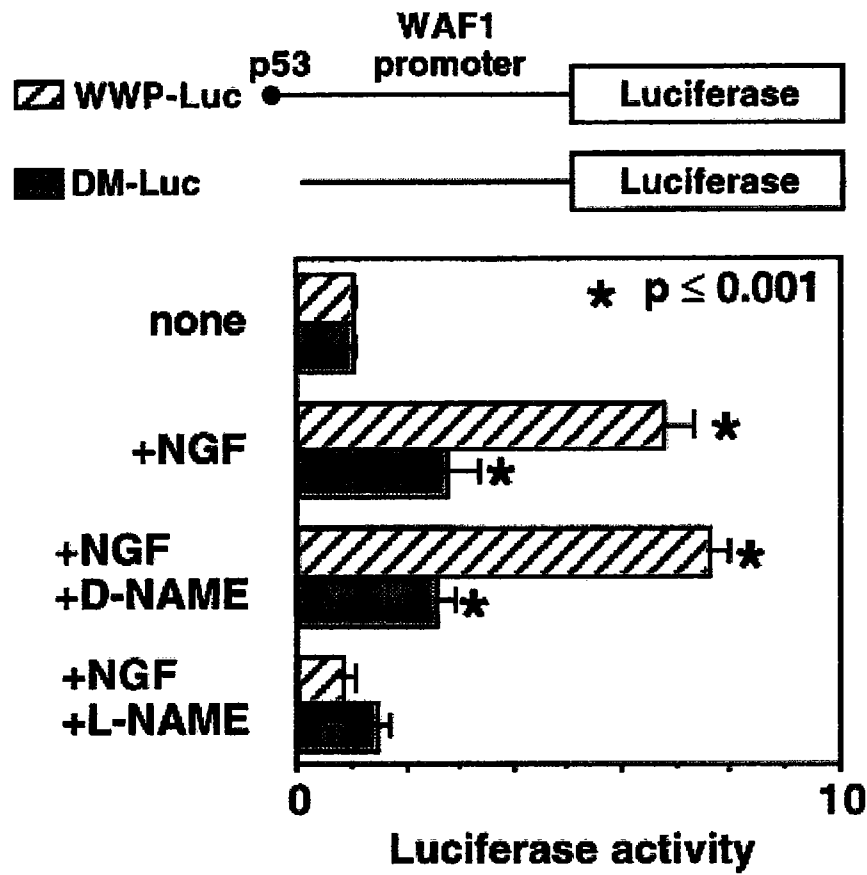 WAF1
p53 promoter
WWP-Luc Luciferase
DM-Luc Luciferase
* p ≤ 0.001
none
+NGF * *
+NGF
+D-NAME * *
+NGF
+L-NAME
0 10
Luciferase activity